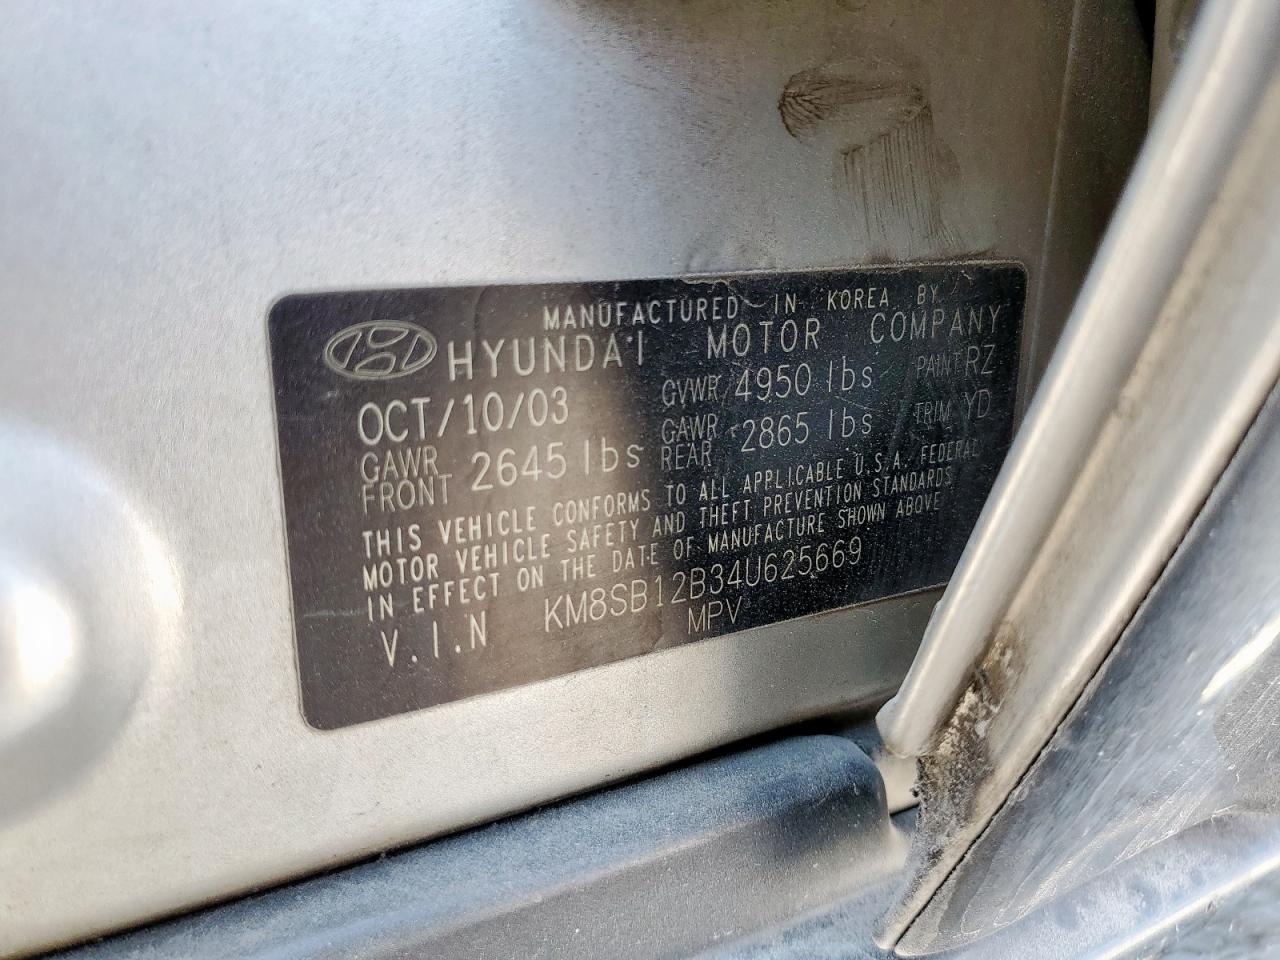 MANUFACTURED IN KOREA BY
HYUNDAI MOTOR COMPANY
OCT/10/03 GVWR 4950 lbs PAINT RZ
GAWR FRONT 2645 lbs GAWR REAR 2865 lbs TRIM YD
THIS VEHICLE CONFORMS TO ALL APPLICABLE U.S.A. FEDERAL
MOTOR VEHICLE SAFETY AND THEFT PREVENTION STANDARDS
IN EFFECT ON THE DATE OF MANUFACTURE SHOWN ABOVE
V.I.N KM8SB12B34U625669
MPV